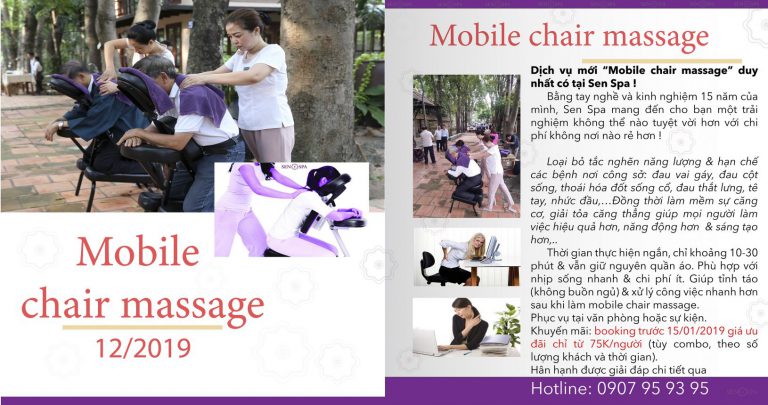 SEN SPA
Mobile
chair massage
12/2019
Mobile chair massage
Dịch vụ mới “Mobile chair massage” duy
nhất có tại Sen Spa !
Bằng tay nghề và kinh nghiệm 15 năm của
mình, Sen Spa mang đến cho bạn một trải
nghiệm không thể nào tuyệt vời hơn với chi
phí không nơi nào rẻ hơn !
Loại bỏ tắc nghẽn năng lượng & hạn chế
các bệnh nơi công sở: đau vai gáy, đau cột
sống, thoái hóa đốt sống cổ, đau thắt lưng, tê
tay, nhức đầu,...Đồng thời làm mềm sự căng
cơ, giải tỏa căng thẳng giúp mọi người làm
việc hiệu quả hơn, năng động hơn & sáng tạo
hơn,..
Thời gian thực hiện ngắn, chỉ khoảng 10-30
phút & vẫn giữ nguyên quần áo. Phù hợp với
nhịp sống nhanh & chi phí ít. Giúp tỉnh táo
(không buồn ngủ) & xử lý công việc nhanh hơn
sau khi làm mobile chair massage.
Phục vụ tại văn phòng hoặc sự kiện.
Khuyến mãi: booking trước 15/01/2019 giá ưu
đãi chỉ từ 75K/người (tùy combo, theo số
lượng khách và thời gian).
Hân hạnh được giải đáp chi tiết qua
Hotline: 0907 95 93 95
SEN SPA